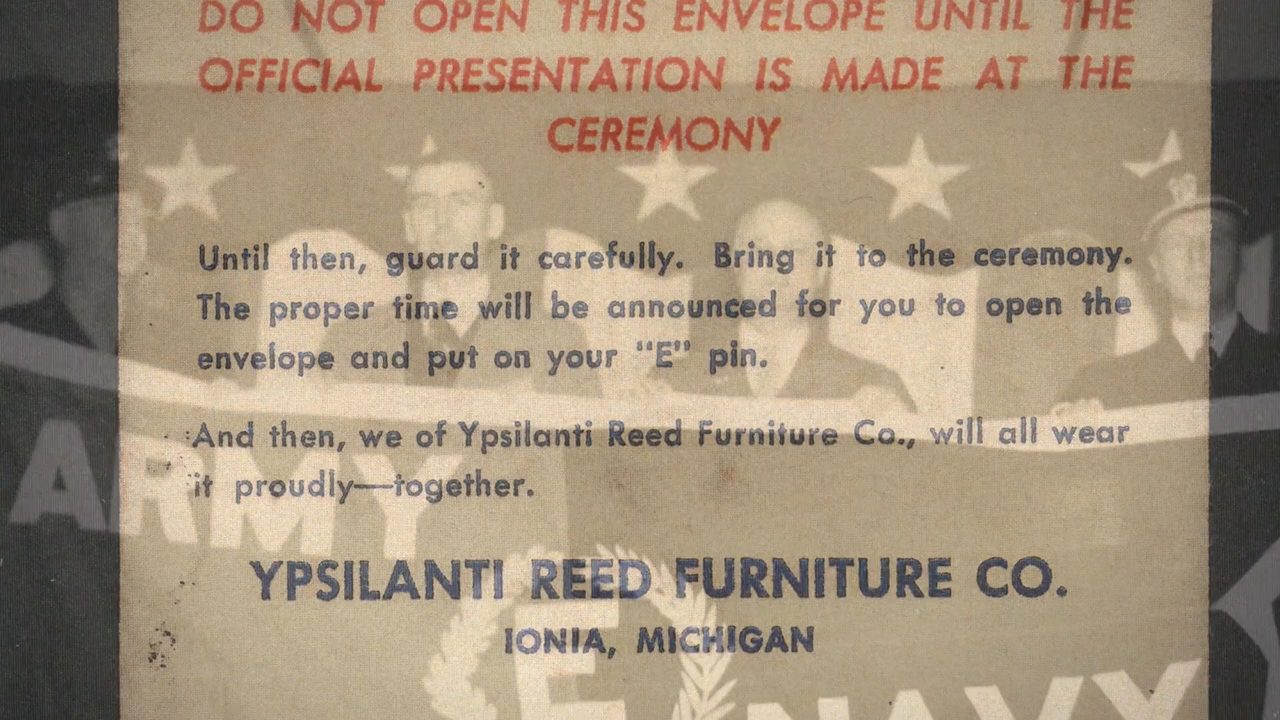 DO NOT OPEN THIS ENVELOPE UNTIL THE
OFFICIAL PRESENTATION IS MADE AT THE
CEREMONY
Until then, guard it carefully. Bring it to the ceremony.
The proper time will be announced for you to open the
envelope and put on your "E" pin.
And then, we of Ypsilanti Reed Furniture Co., will all wear
it proudly—together.
ARMY
YPSILANTI REED FURNITURE CO.
IONIA, MICHIGAN
E
NAVY